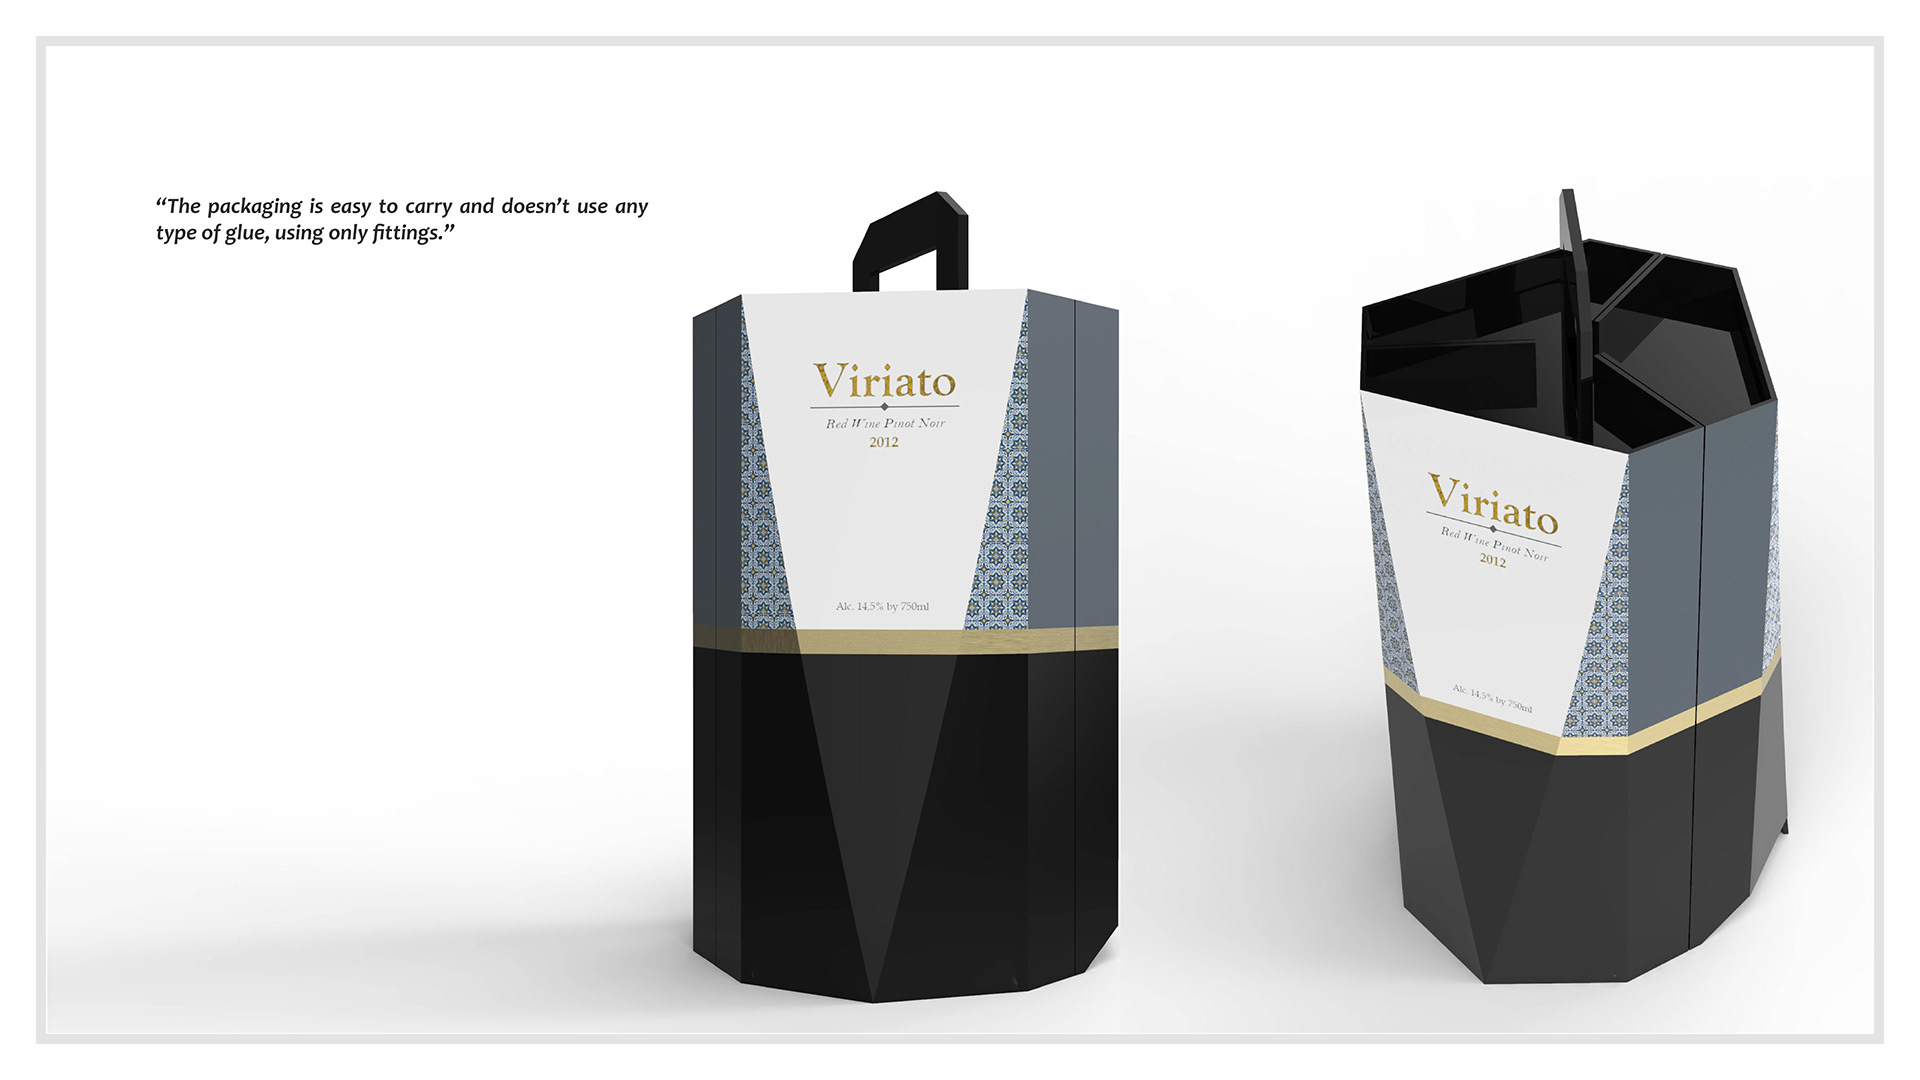 “The packaging is easy to carry and doesn’t use any
type of glue, using only fittings.”
Viriato
Red Wine Pinot Noir
2012
Alc. 14,5% by 750ml
Viriato
Red Wine Pinot Noir
2012
Alc. 14,5% by 750ml